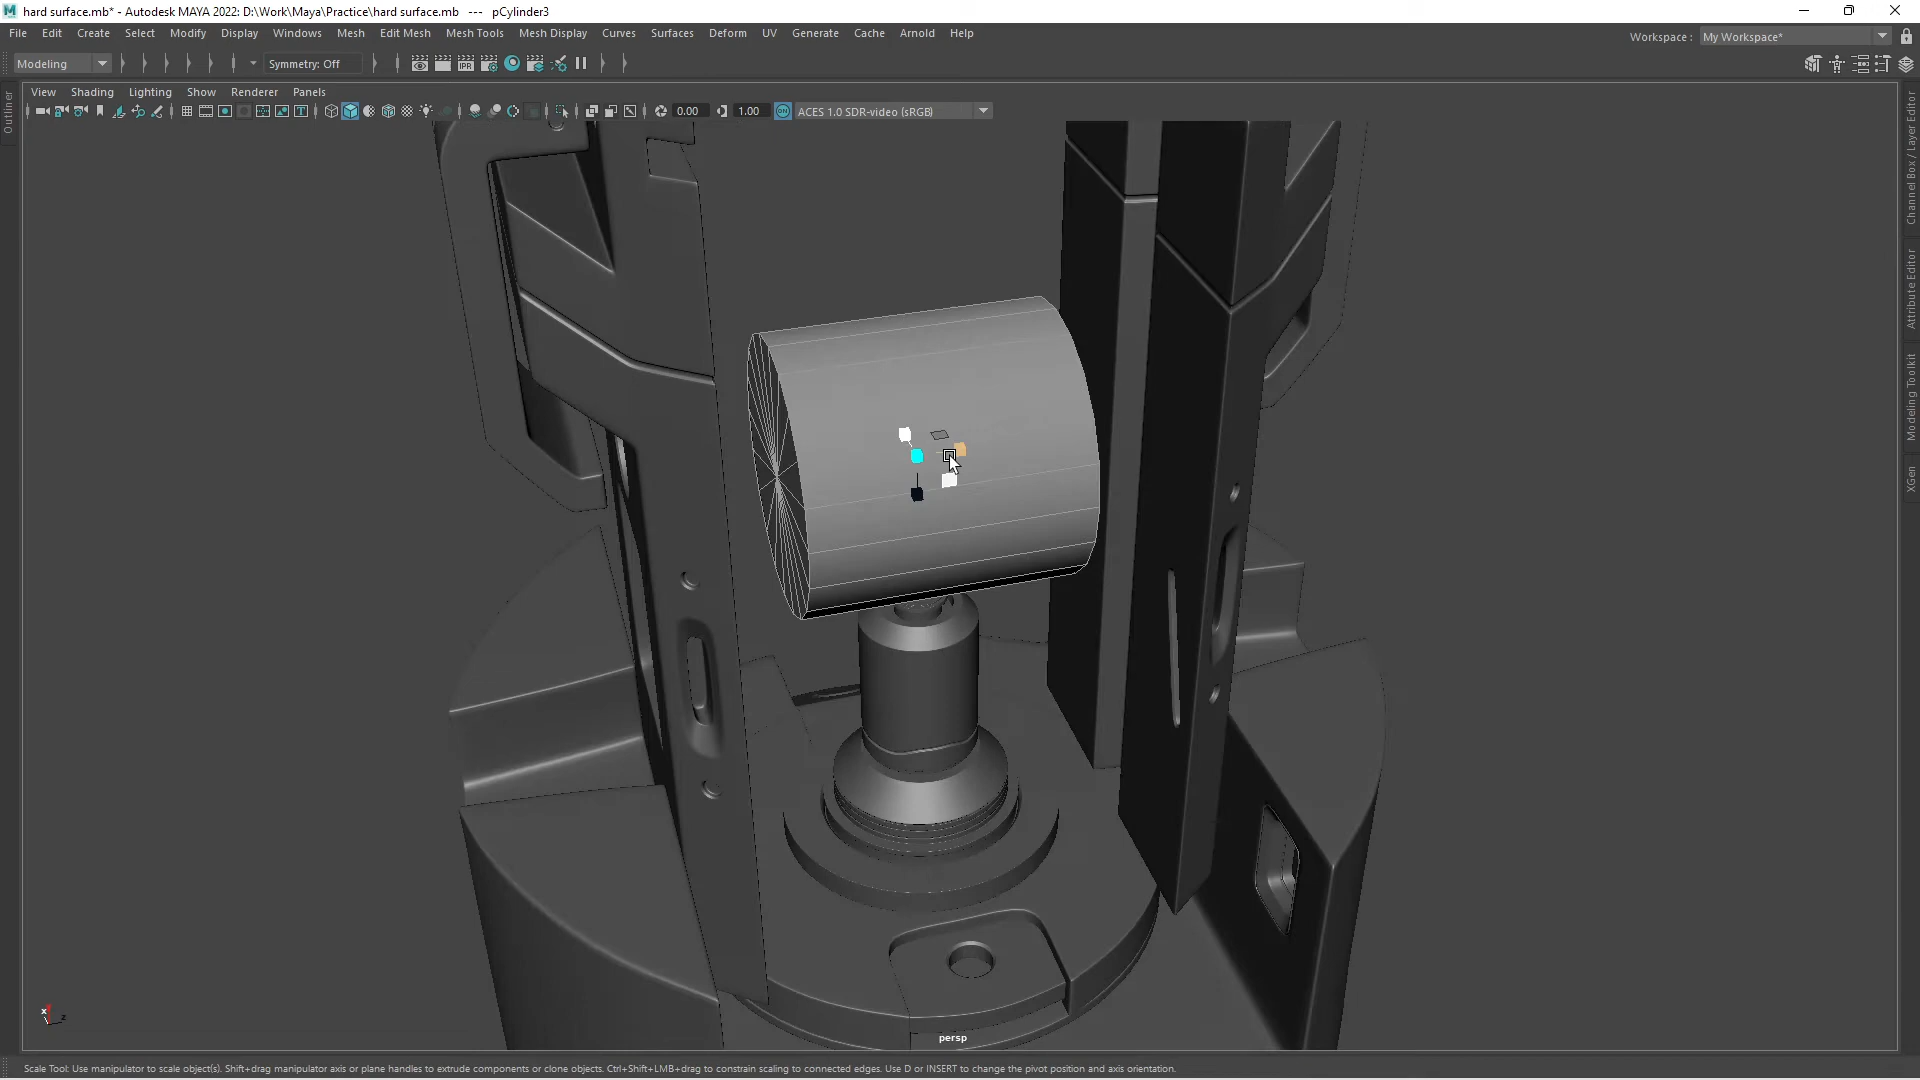 hard surface.mb* - Autodesk MAYA 2022: D:\Work\Maya\Practice\hard surface.mb   ---   pCylinder3
File Edit Create Select Modify Display Windows Mesh Edit Mesh Mesh Tools Mesh Display Curves Surfaces Deform UV Generate Cache Arnold Help
Workspace : My Workspace*
Modeling
Symmetry: Off
IPR
View Shading Lighting Show Renderer Panels
0.00
1.00
ON
ACES 1.0 SDR-video (sRGB)
Outliner
Channel Box / Layer Editor
Attribute Editor
Modeling Toolkit
XGen
x
z
persp
Scale Tool: Use manipulator to scale object(s). Shift+drag manipulator axis or plane handles to extrude components or clone objects. Ctrl+Shift+LMB+drag to constrain scaling to connected edges. Use D or INSERT to change the pivot position and axis orientation.